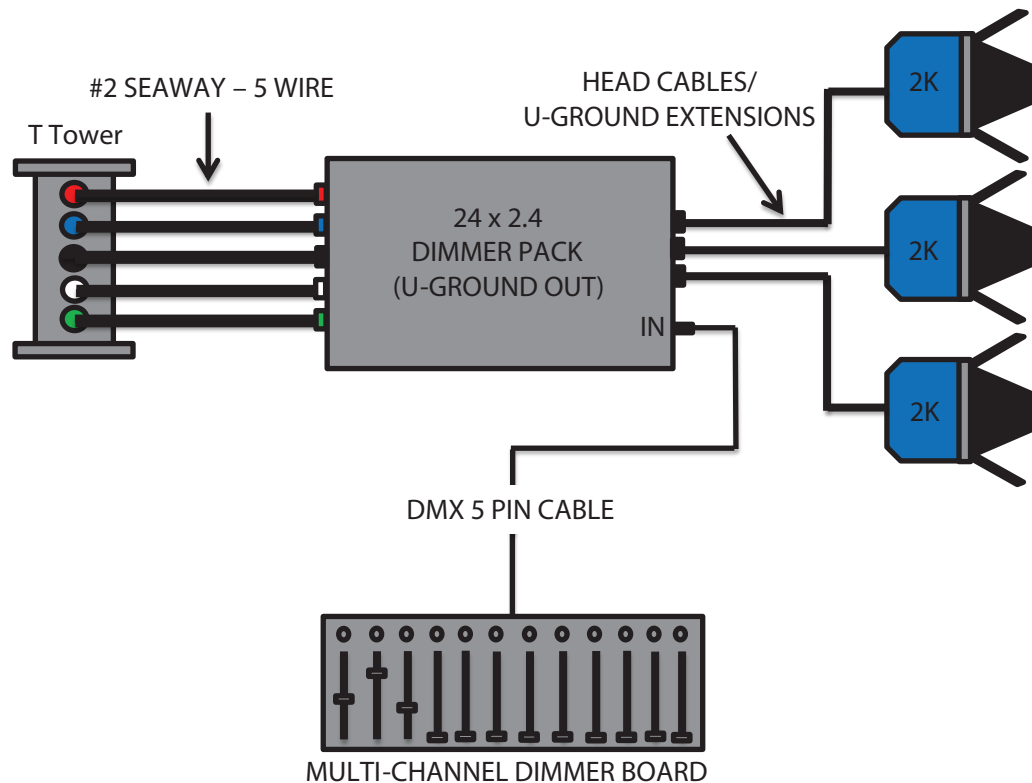 #2 SEAWAY – 5 WIRE
T Tower
HEAD CABLES/
U-GROUND EXTENSIONS
2K
24 x 2.4
DIMMER PACK
(U-GROUND OUT)
2K
IN
2K
DMX 5 PIN CABLE
MULTI-CHANNEL DIMMER BOARD